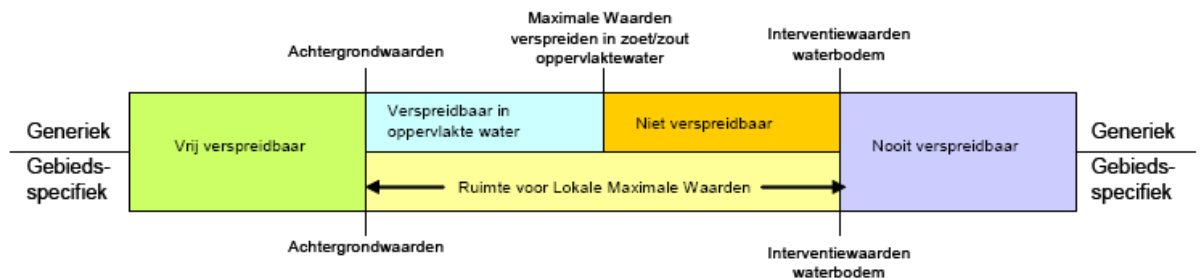 Maximale Waarden
verspreiden in zoet/zout
oppervlaktewater
Achtergrondwaarden
Interventiewaarden
waterbodem
Generiek
Gebieds-
specifiek
Vrij verspreidbaar
Verspreidbaar in
oppervlakte water
Niet verspreidbaar
Ruimte voor Lokale Maximale Waarden
Nooit verspreidbaar
Generiek
Gebieds-
specifiek
Achtergrondwaarden
Interventiewaarden
waterbodem